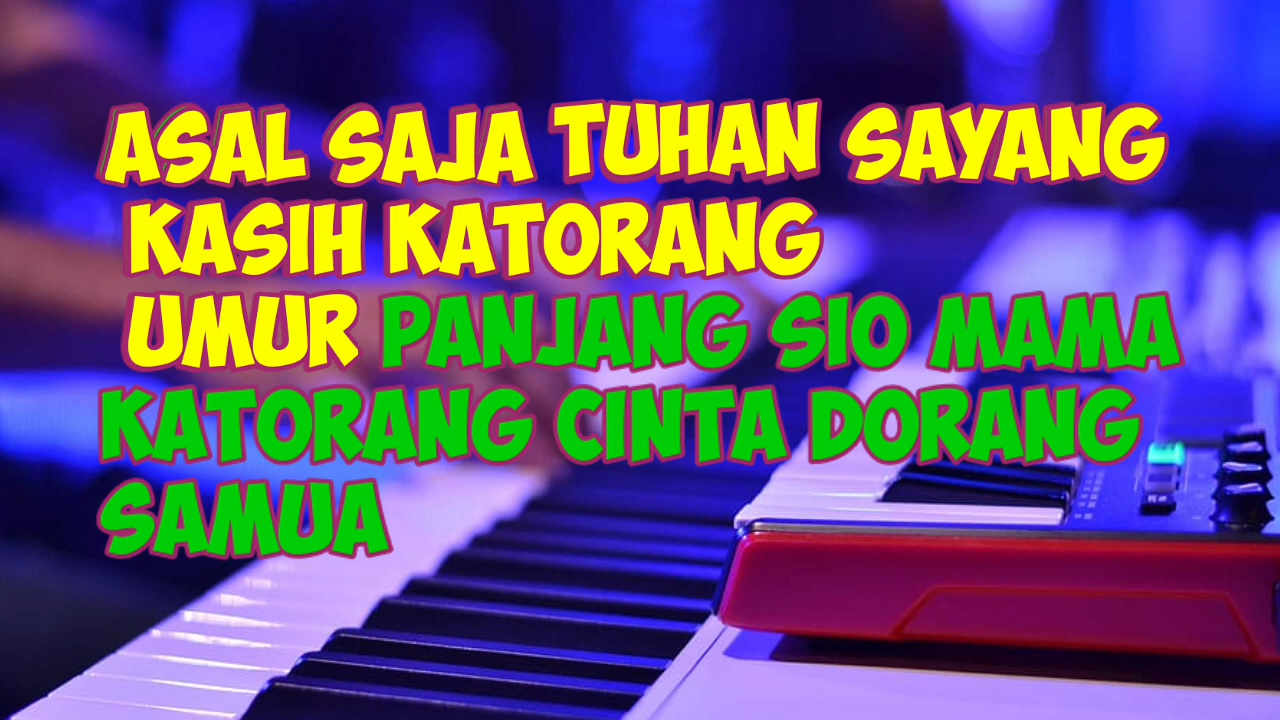 ASAL SAJA TUHAN SAYANG
KASIH KATORANG
UMUR PANJANG SIO MAMA
KATORANG CINTA DORANG
SAMUA